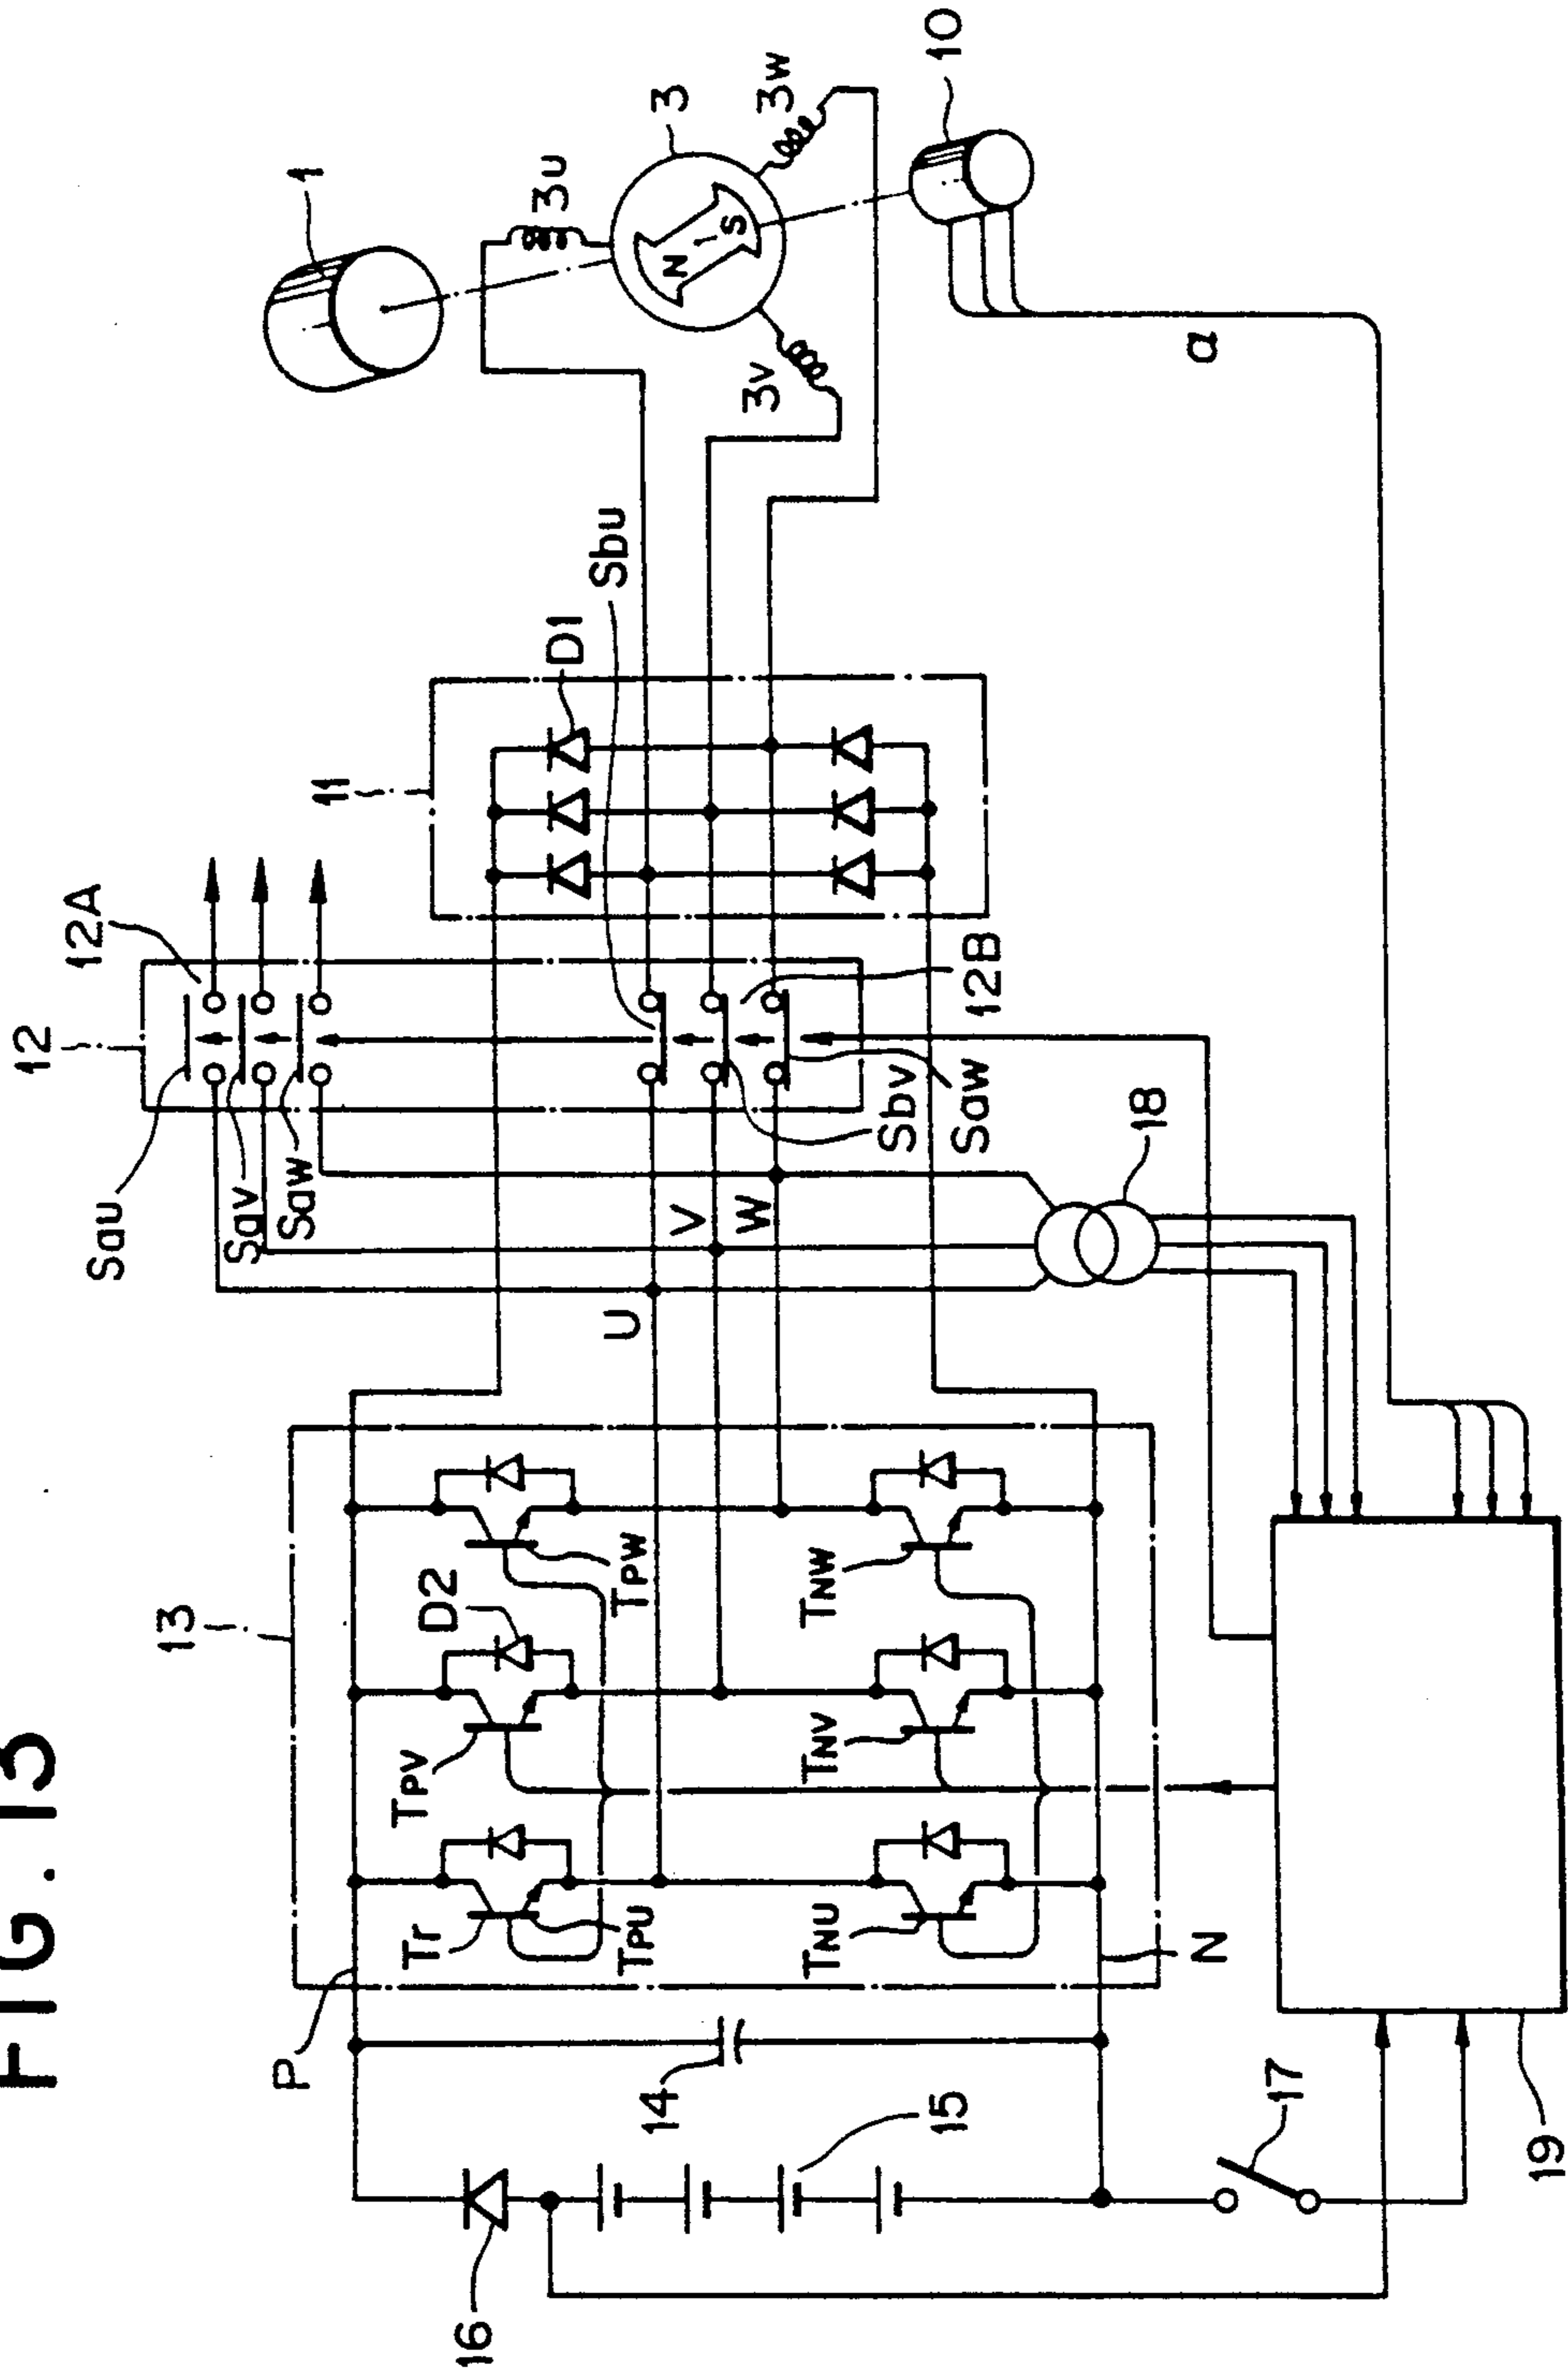 FIG. 13
1
3
3U
3V
3W
10
a
12
12A
Sau
Sav
Saw
11
D1
Sbu
12B
Sbv
Saw
N
S
13
U
V
W
18
P
Tr
TPU
TPV
D2
TPW
TNU
TNV
TNW
N
14
15
16
17
19